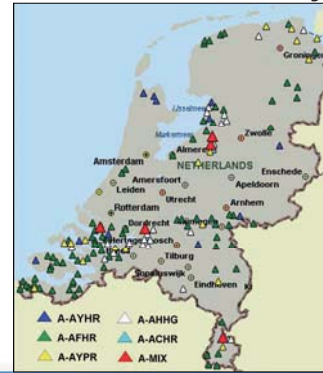 Groningen
IJsselmeer
Markermeer
Zwolle
Almere
Amsterdam
NETHERLANDS
Enschede
Amersfoort
Apeldoorn
Leiden
Utrecht
Rotterdam
Arnhem
Dordrecht
Nijmegen
Tilburg
Eindhoven
A-AYHR
A-AHHG
A-AFHR
A-ACHR
A-AYPR
A-MIX